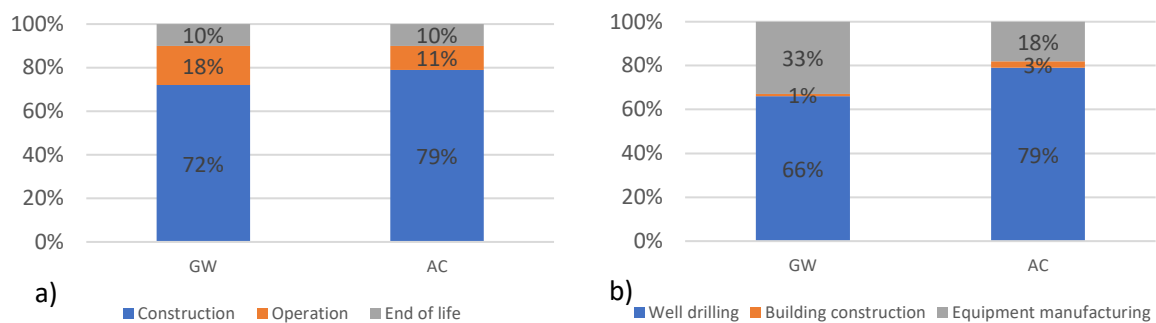 100%
80%
60%
40%
20%
0%
10%
18%
72%
10%
11%
79%
GW
AC
a)
Construction
Operation
End of life
100%
80%
60%
40%
20%
0%
33%
1%
66%
18%
3%
79%
GW
AC
b)
Well drilling
Building construction
Equipment manufacturing